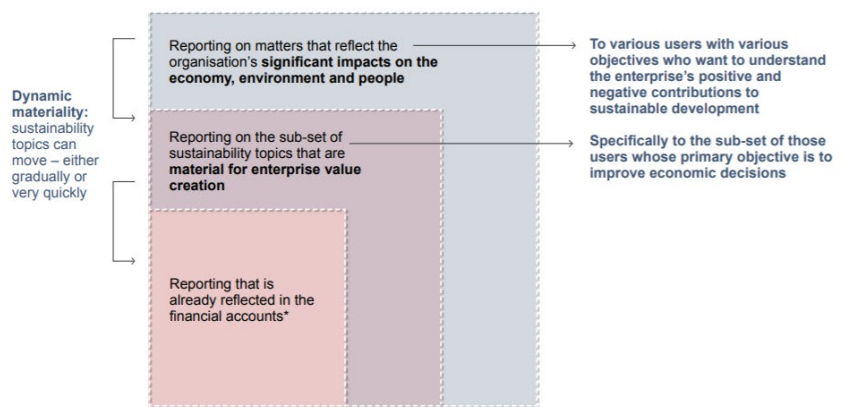 Reporting on matters that reflect the
organisation's significant impacts on the
economy, environment and people
To various users with various
objectives who want to understand
the enterprise's positive and
negative contributions to
sustainable development
Dynamic
materiality:
sustainability
topics can
move – either
gradually or
very quickly
Reporting on the sub-set of
sustainability topics that are
material for enterprise value
creation
Specifically to the sub-set of those
users whose primary objective is to
improve economic decisions
Reporting that is
already reflected in the
financial accounts*